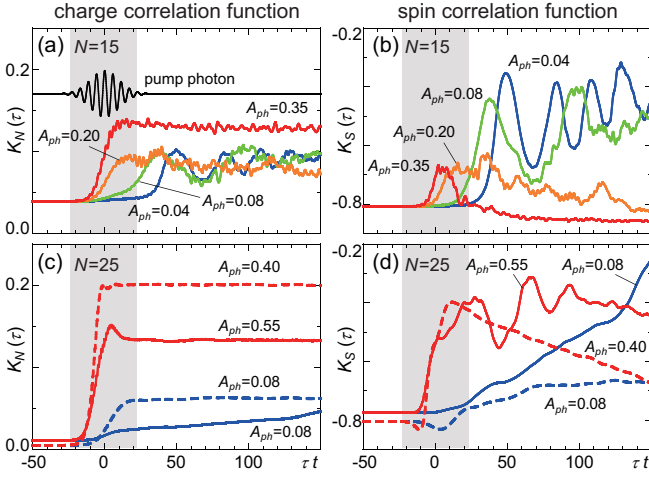 charge correlation function
spin correlation function
(a) N=15
pump photon
A_ph=0.35
A_ph=0.20
A_ph=0.08
A_ph=0.04
0.2
0.0
K_N (τ)
(b) N=15
A_ph=0.04
A_ph=0.08
A_ph=0.20
A_ph=0.35
-0.2
-0.8
K_S (τ)
(c) N=25
A_ph=0.40
A_ph=0.55
A_ph=0.08
A_ph=0.08
0.2
0.0
K_N (τ)
-50 0 50 100 τ t
(d) N=25
A_ph=0.55
A_ph=0.08
A_ph=0.40
A_ph=0.08
-0.2
-0.8
K_S (τ)
-50 0 50 100 τ t